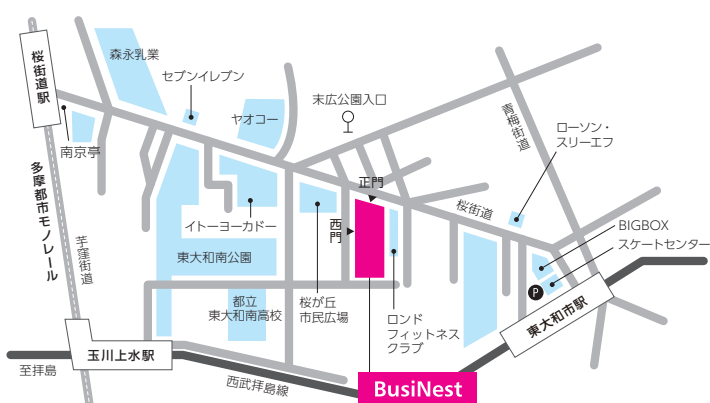 森永乳業
セブンイレブン
桜街道駅
ヤオコー
末広公園入口
青梅街道
ローソン・
スリーエフ
南京亭
正門
桜街道
多摩都市モノレール
芋窪街道
イトーヨーカドー
西門
BIGBOX
スケートセンター
東大和南公園
P
都立
東大和南高校
桜が丘
市民広場
ロンド
フィットネス
クラブ
東大和市駅
玉川上水駅
至拝島
西武拝島線
BusiNest